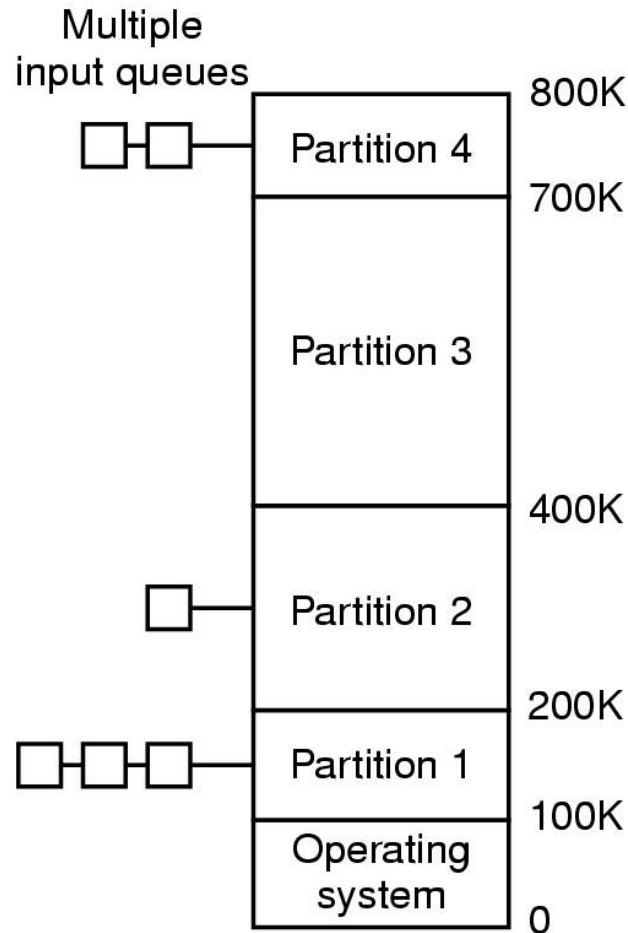 Multiple
input queues
800K
Partition 4
700K
Partition 3
400K
Partition 2
200K
Partition 1
100K
Operating
system
0